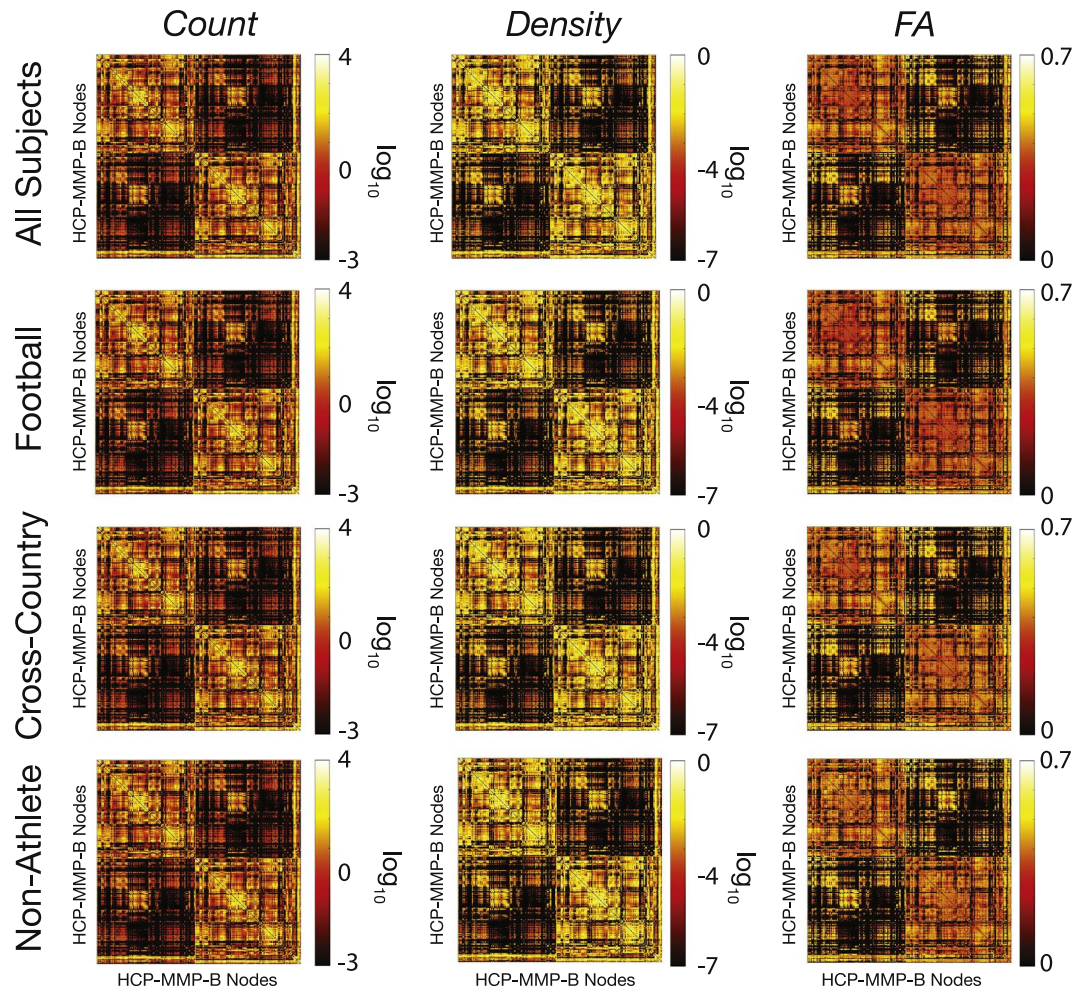 Count Density FA
All Subjects
HCP-MMP-B Nodes
4
0
-3
log10
HCP-MMP-B Nodes
0
-4
-7
log10
HCP-MMP-B Nodes
0.7
0
Football
HCP-MMP-B Nodes
4
0
-3
log10
HCP-MMP-B Nodes
0
-4
-7
log10
HCP-MMP-B Nodes
0.7
0
Cross-Country
HCP-MMP-B Nodes
4
0
-3
log10
HCP-MMP-B Nodes
0
-4
-7
log10
HCP-MMP-B Nodes
0.7
0
Non-Athlete
HCP-MMP-B Nodes
4
0
-3
log10
HCP-MMP-B Nodes
0
-4
-7
log10
HCP-MMP-B Nodes
0.7
0
HCP-MMP-B Nodes HCP-MMP-B Nodes HCP-MMP-B Nodes